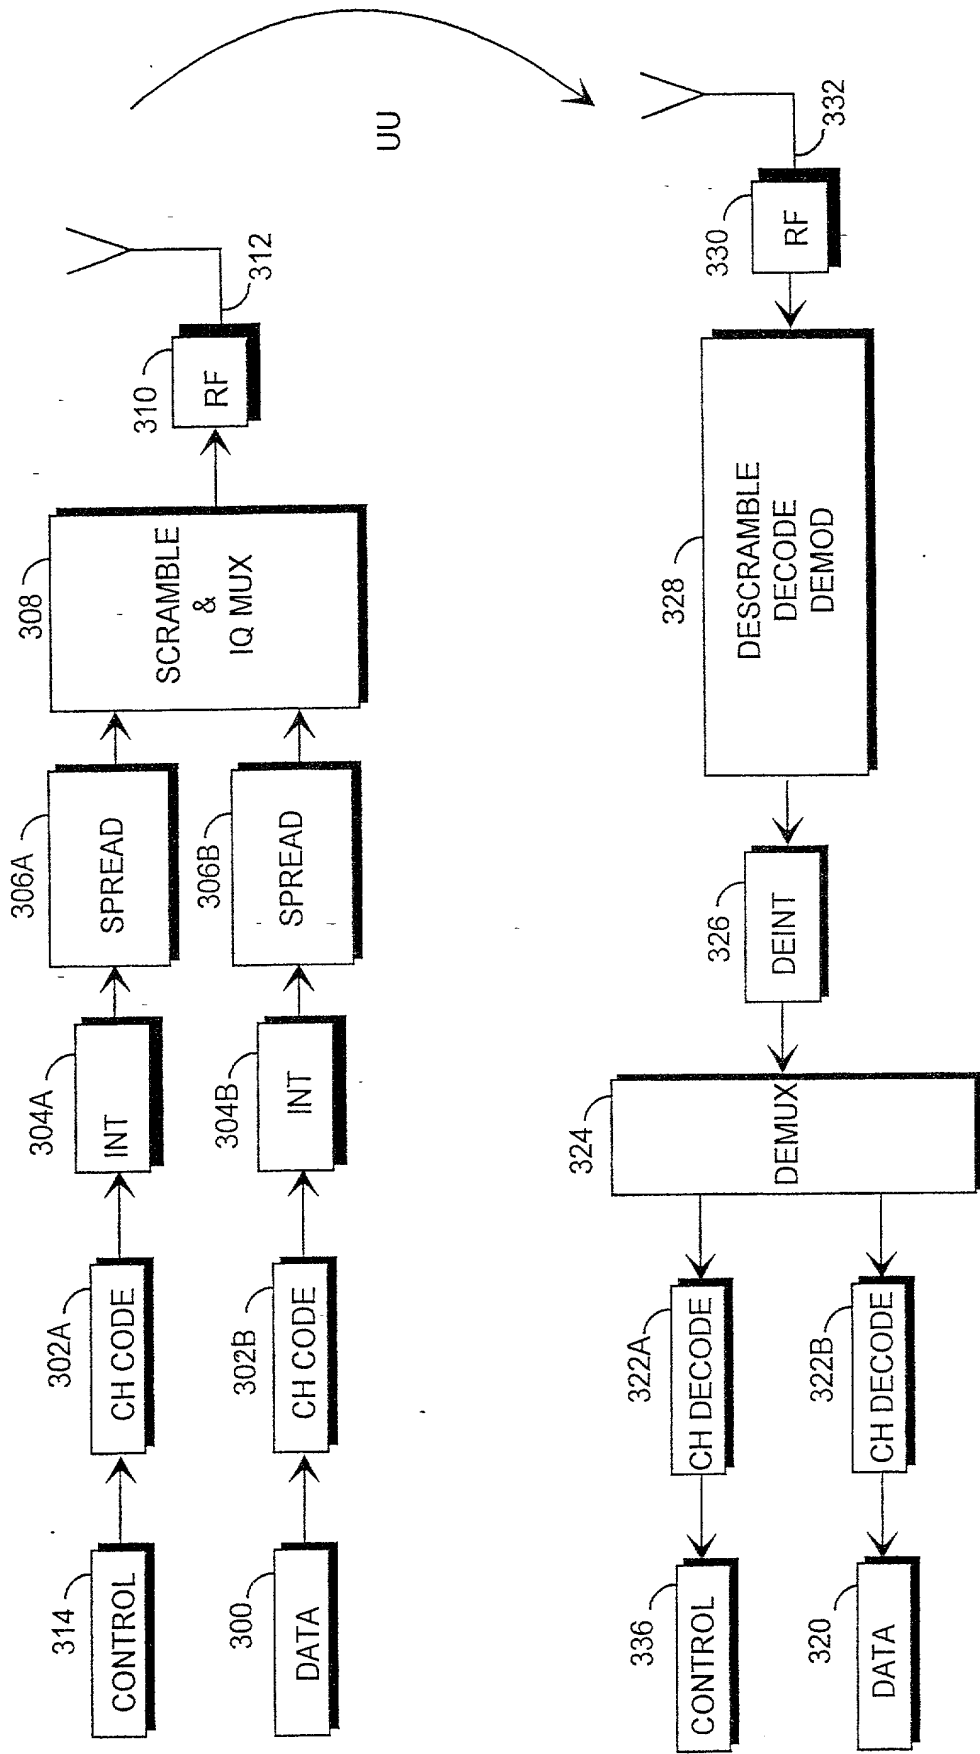 314
CONTROL
302A
CH CODE
304A
INT
306A
SPREAD
300
DATA
302B
CH CODE
304B
INT
306B
SPREAD
308
SCRAMBLE
&
IQ MUX
310
RF
312
UU
336
CONTROL
322A
CH DECODE
320
DATA
322B
CH DECODE
324
DEMUX
326
DEINT
328
DESCRAMBLE
DECODE
DEMOD
330
RF
332